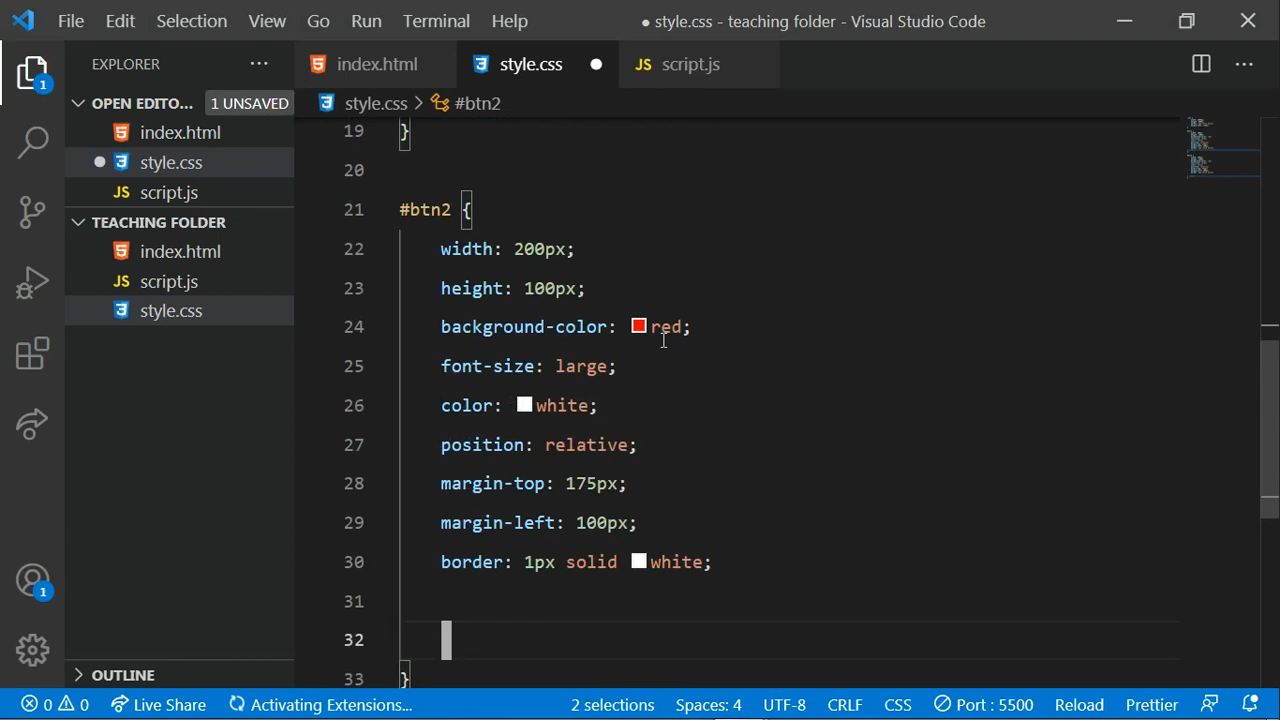 File Edit Selection View Go Run Terminal Help ● style.css - teaching folder - Visual Studio Code
EXPLORER ...
index.html style.css script.js ...
OPEN EDITO... 1 UNSAVED
style.css > #btn2
index.html
style.css
script.js
TEACHING FOLDER
index.html
script.js
style.css
OUTLINE
19 }
20
21 #btn2 {
22 width: 200px;
23 height: 100px;
24 background-color: red;
25 font-size: large;
26 color: white;
27 position: relative;
28 margin-top: 175px;
29 margin-left: 100px;
30 border: 1px solid white;
31
32
33 }
1
1
0 0 Live Share Activating Extensions... 2 selections Spaces: 4 UTF-8 CRLF CSS Port : 5500 Reload Prettier